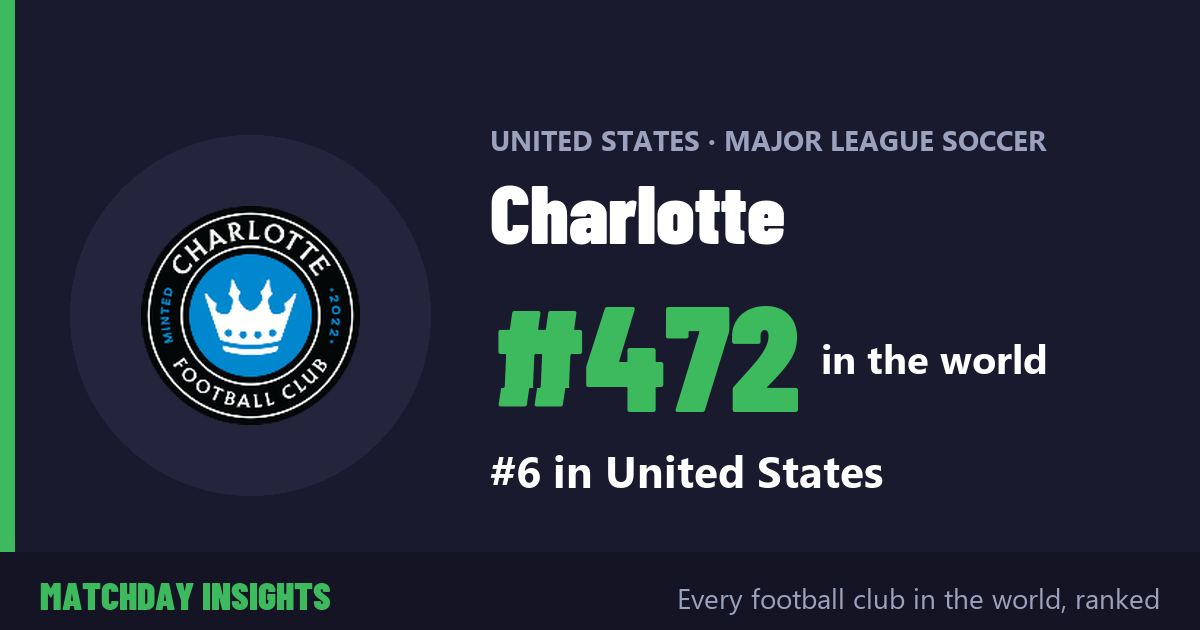 UNITED STATES · MAJOR LEAGUE SOCCER
Charlotte
CHARLOTTE
MINTED
·2022·
FOOTBALL CLUB
#472 in the world
#6 in United States
MATCHDAY INSIGHTS
Every football club in the world, ranked